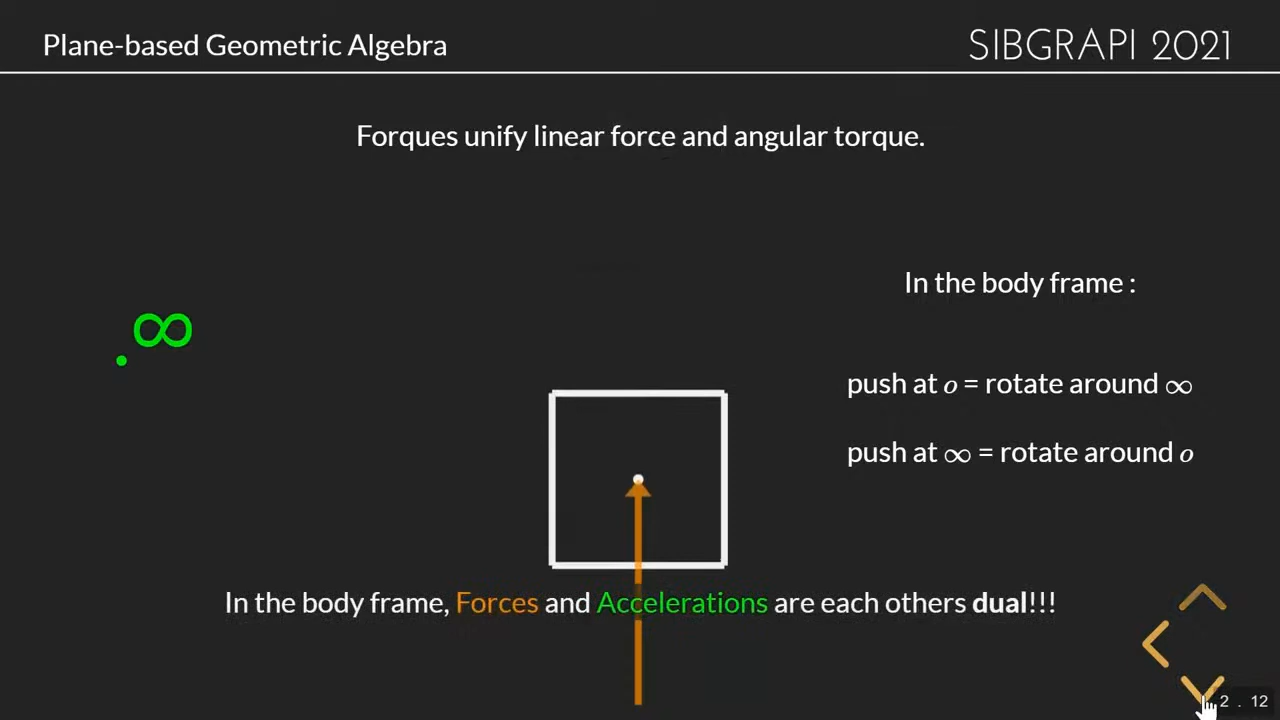 Plane-based Geometric Algebra
SIBGRAPI 2021
Forques unify linear force and angular torque.
In the body frame :
∞
push at o = rotate around ∞
push at ∞ = rotate around o
In the body frame, Forces and Accelerations are each others dual!!!
2 . 12